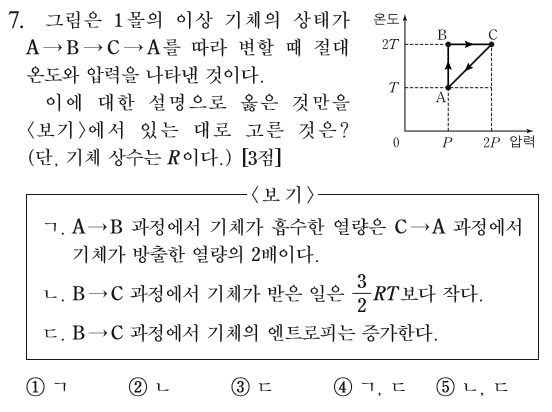 7. 그림은 1몰의 이상 기체의 상태가
A→B→C→A를 따라 변할 때 절대
온도와 압력을 나타낸 것이다.
이에 대한 설명으로 옳은 것만을
<보기>에서 있는 대로 고른 것은?
(단, 기체 상수는 R이다.) [3점]
온도
2T
T
0
P
2P 압력
A
B
C
<보기>
ㄱ. A→B 과정에서 기체가 흡수한 열량은 C→A 과정에서
기체가 방출한 열량의 2배이다.
ㄴ. B→C 과정에서 기체가 받은 일은 3/2 RT보다 작다.
ㄷ. B→C 과정에서 기체의 엔트로피는 증가한다.
① ㄱ ② ㄴ ③ ㄷ ④ ㄱ, ㄷ ⑤ ㄴ, ㄷ